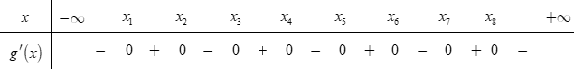 x −∞ x₁ x₂ x₃ x₄ x₅ x₆ x₇ x₈ +∞
g′(x) − 0 + 0 − 0 + 0 − 0 + 0 − 0 + 0 −